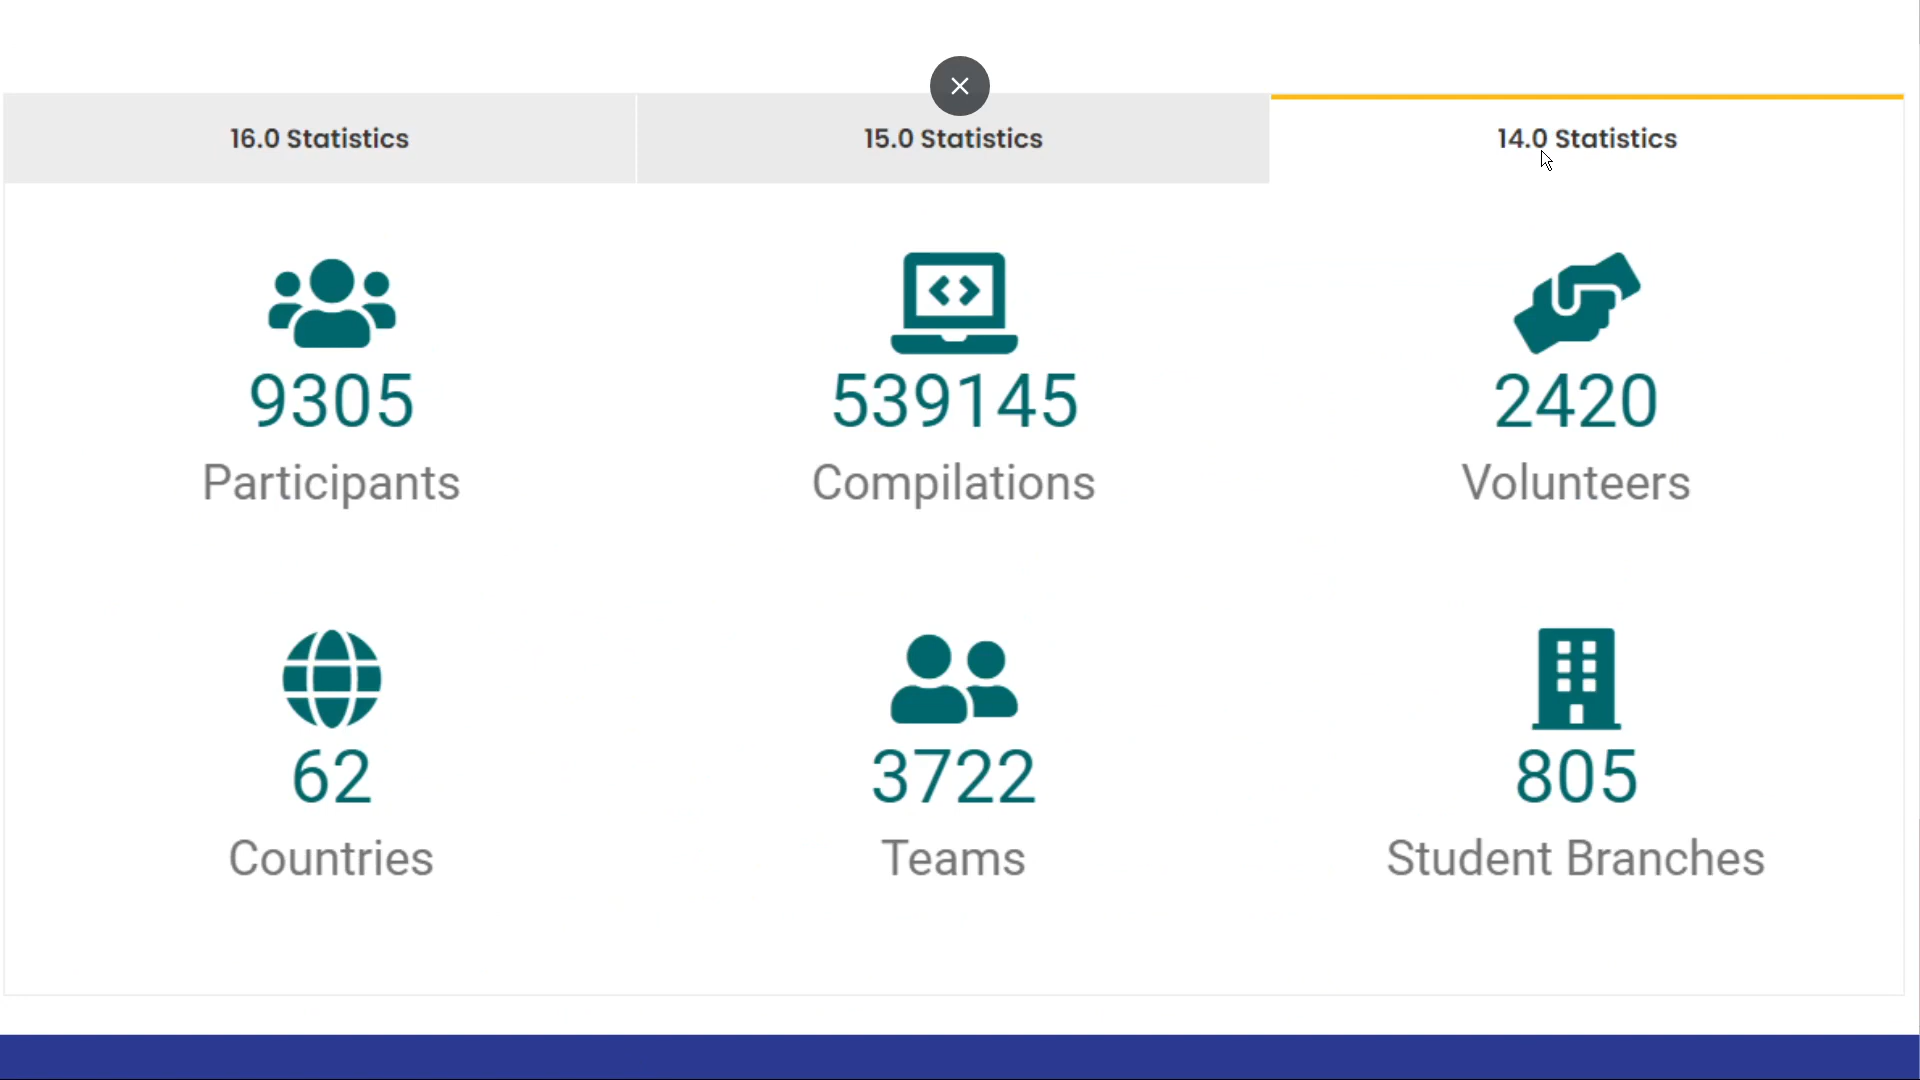 16.0 Statistics
15.0 Statistics
14.0 Statistics
9305
Participants
539145
Compilations
2420
Volunteers
62
Countries
3722
Teams
805
Student Branches